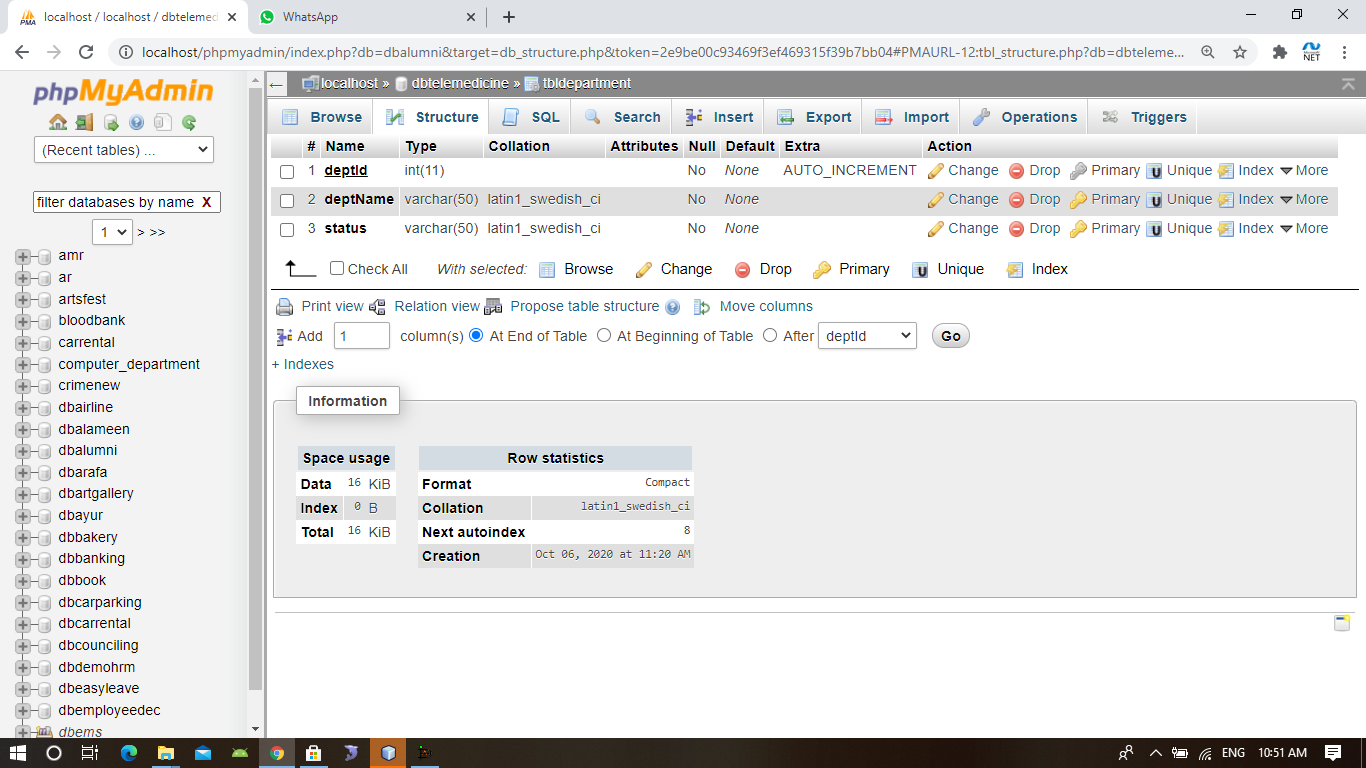 localhost / localhost / dbtelemed
WhatsApp
localhost/phpmyadmin/index.php?db=dbalumni&target=db_structure.php&token=2e9be00c93469f3ef469315f39b7bb04#PMAURL-12:tbl_structure.php?db=dbteleme...
NET
phpMyAdmin
(Recent tables) ...
filter databases by name X
1 > >>
amr
ar
artsfest
bloodbank
carrental
computer_department
crimenew
dbairline
dbalameen
dbalumni
dbarafa
dbartgallery
dbayur
dbbakery
dbbanking
dbbook
dbcarparking
dbcarrental
dbcounciling
dbdemohrm
dbeasyleave
dbemployeedec
dbems
localhost » dbtelemedicine » tbldepartment
Browse Structure SQL Search Insert Export Import Operations Triggers
# Name Type Collation Attributes Null Default Extra Action
1 deptId int(11) No None AUTO_INCREMENT Change Drop Primary Unique Index More
2 deptName varchar(50) latin1_swedish_ci No None Change Drop Primary Unique Index More
3 status varchar(50) latin1_swedish_ci No None Change Drop Primary Unique Index More
Check All With selected: Browse Change Drop Primary Unique Index
Print view Relation view Propose table structure Move columns
Add 1 column(s) At End of Table At Beginning of Table After deptId Go
+ Indexes
Information
Space usage
Data 16 KiB
Index 0 B
Total 16 KiB
Row statistics
Format Compact
Collation latin1_swedish_ci
Next autoindex 8
Creation Oct 06, 2020 at 11:20 AM
ENG 10:51 AM